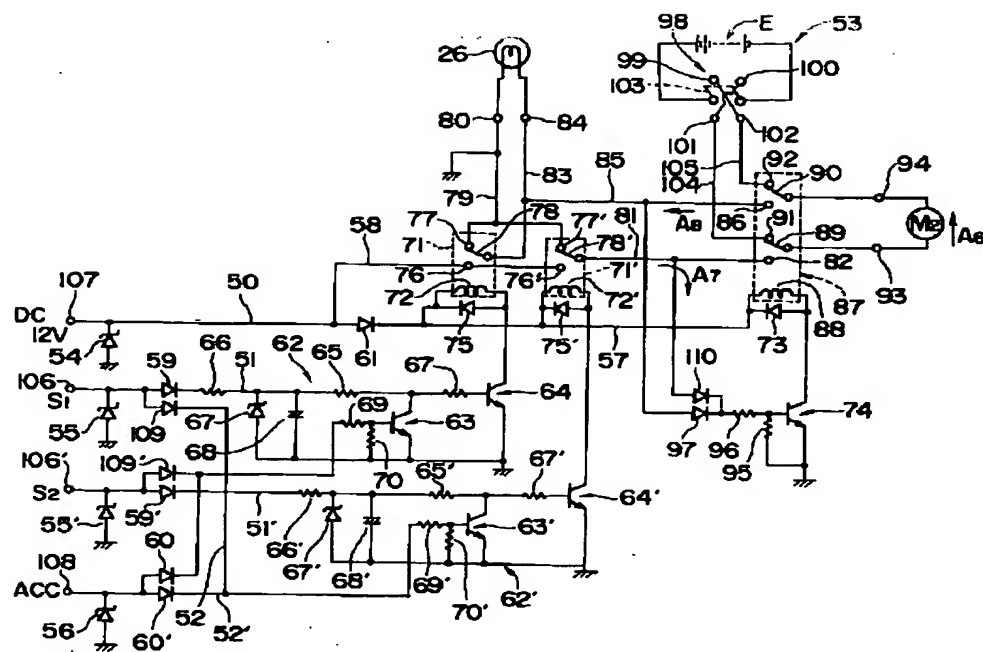 98 E 53
26 99 100
103
80 84 101 102
105 92 90 94
104
79 83 85 86 91 M2 A6
A8 89
77 78 77' 81
58 71 78' A7 82
76 76' 71' 87 93
107 50 72 72' 88
DC 12V
54 61 75 75' 57 73
59 66 51 62 65 67 110
106 S1 64 74
109 69
55 67 68 63 97 96 95
106' 109' 70 65' 67'
S2 64'
55' 59' 51' 66' 63'
108 60 67' 68' 69'
ACC 70' 62'
56 60' 52 52'